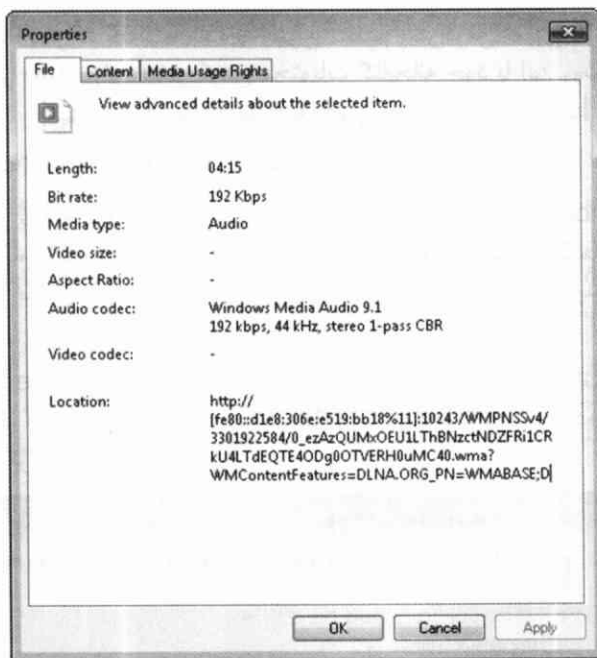 Properties
File Content Media Usage Rights
View advanced details about the selected item.
Length: 04:15
Bit rate: 192 Kbps
Media type: Audio
Video size: -
Aspect Ratio: -
Audio codec: Windows Media Audio 9.1
192 kbps, 44 kHz, stereo 1-pass CBR
Video codec: -
Location: http://
[fe80::d1e8:306e:e519:bb18%11]:10243/WMPNSSv4/
3301922584/0_ezAzQUMxOEU1LThBNzctNDZFRi1CR
kU4LTdEQTE4ODg0OTVERH0uMC40.wma?
WMContentFeatures=DLNA.ORG_PN=WMABASE;D
OK Cancel Apply